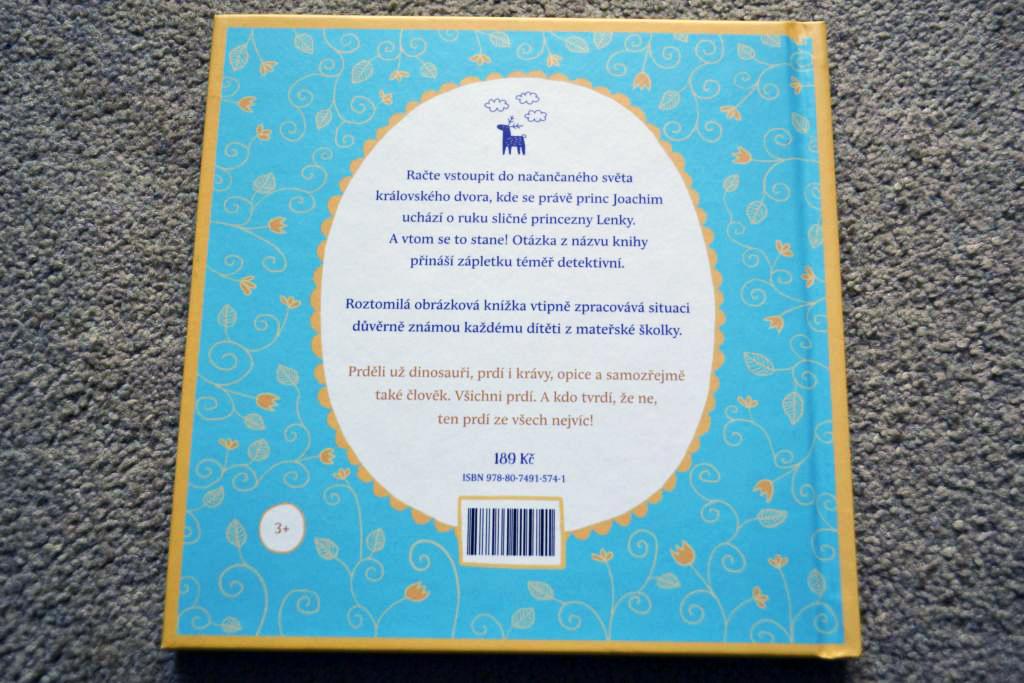 Račte vstoupit do načančaného světa
královského dvora, kde se právě princ Joachim
uchází o ruku sličné princezny Lenky.
A vtom se to stane! Otázka z názvu knihy
přináší zápletku téměř detektivní.
Roztomilá obrázková knížka vtipně zpracovává situaci
důvěrně známou každému dítěti z mateřské školky.
Prděli už dinosauři, prdí i krávy, opice a samozřejmě
také člověk. Všichni prdí. A kdo tvrdí, že ne,
ten prdí ze všech nejvíc!
189 Kč
ISBN 978-80-7491-574-1
3+